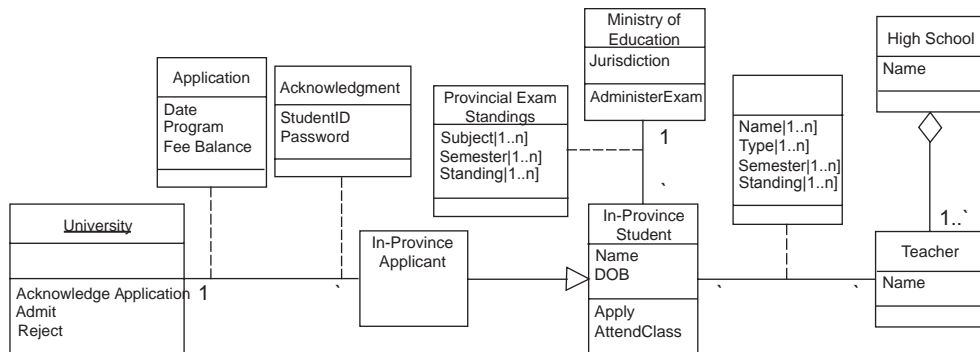 Ministry of
Education
Jurisdiction
AdministerExam
High School
Name
Application
Date
Program
Fee Balance
Acknowledgment
StudentID
Password
Provincial Exam
Standings
Subject|1..n]
Semester|1..n]
Standing|1..n]
1
`
Name|1..n]
Type|1..n]
Semester|1..n]
Standing|1..n]
1..`
University
Acknowledge Application
Admit
Reject
1
`
In-Province
Applicant
In-Province
Student
Name
DOB
Apply
AttendClass
`
`
Teacher
Name